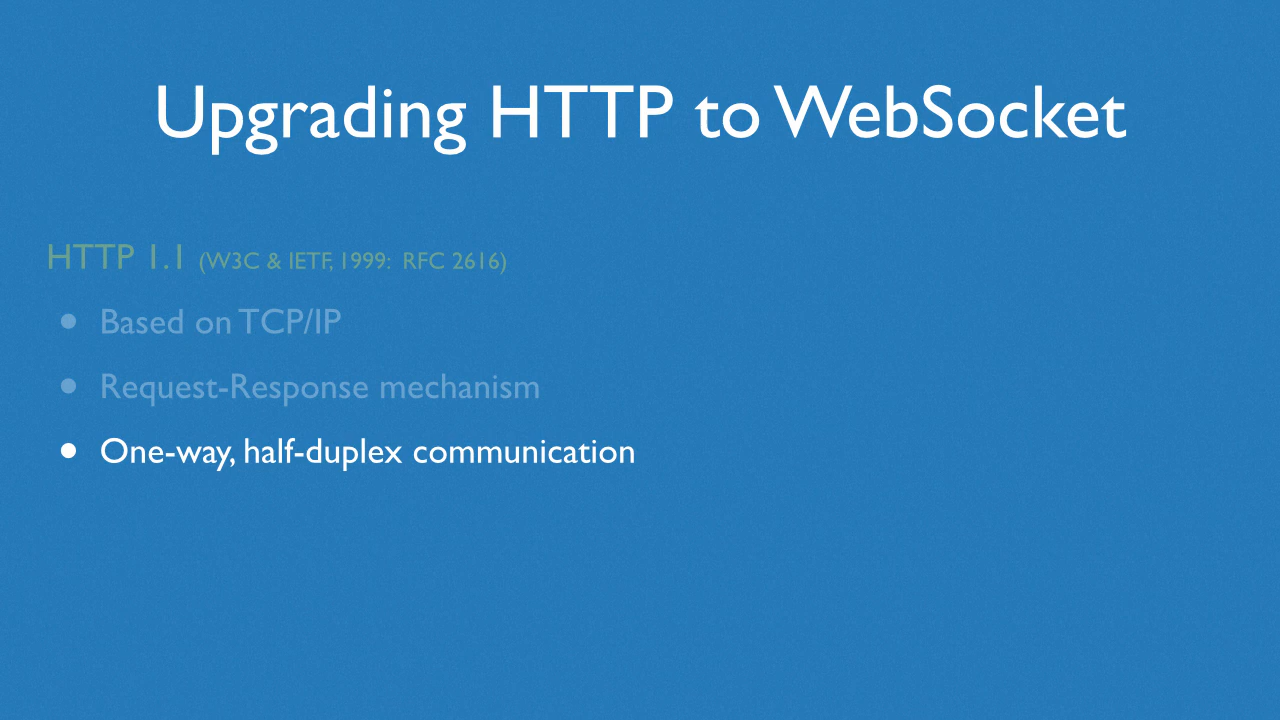 Upgrading HTTP to WebSocket
HTTP 1.1 (W3C & IETF, 1999: RFC 2616)
• Based on TCP/IP
• Request-Response mechanism
• One-way, half-duplex communication